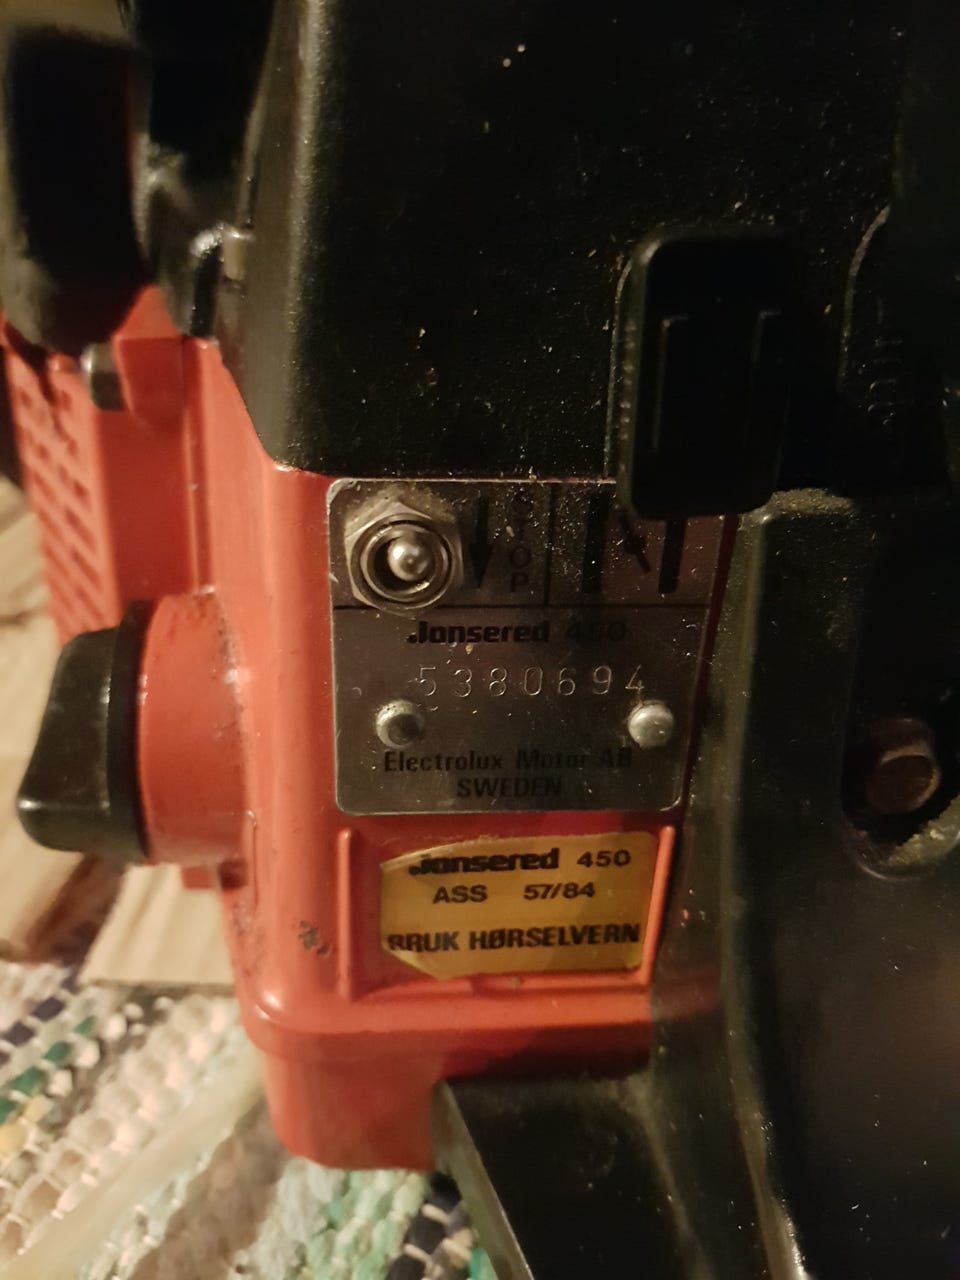 STOP
Jonsered 450
5380694
Electrolux Motor AB
SWEDEN
Jonsered 450
ASS 57/84
BRUK HØRSELVERN